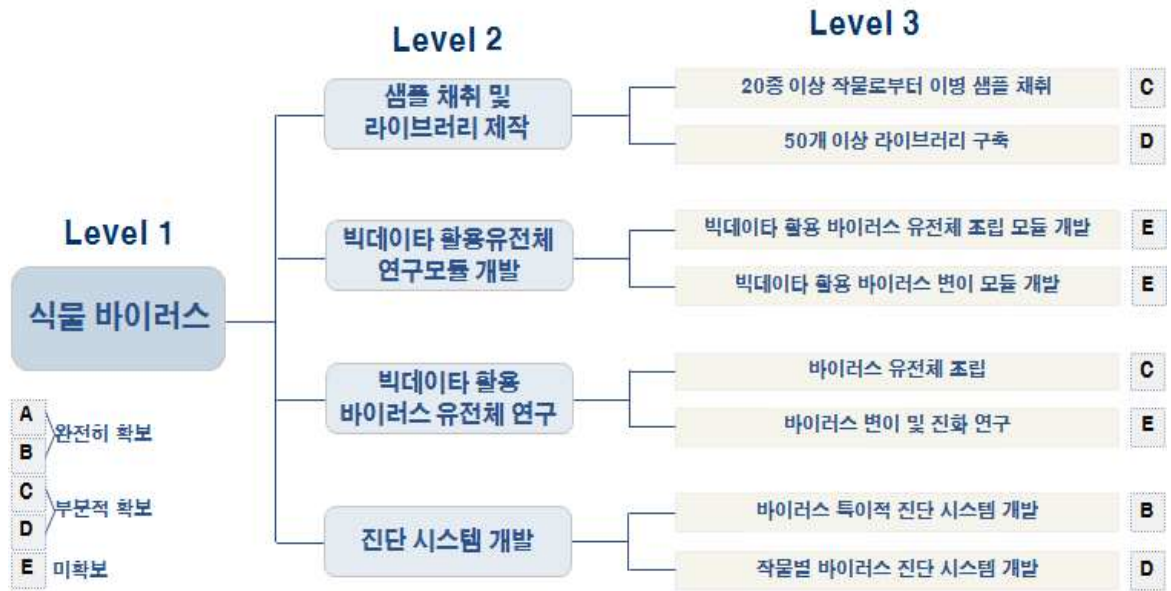 Level 1
Level 2
Level 3
식물 바이러스
샘플 채취 및
라이브러리 제작
20종 이상 작물로부터 이병 샘플 채취
C
50개 이상 라이브러리 구축
D
빅데이타 활용유전체
연구모듈 개발
빅데이타 활용 바이러스 유전체 조립 모듈 개발
E
빅데이타 활용 바이러스 변이 모듈 개발
E
빅데이타 활용
바이러스 유전체 연구
바이러스 유전체 조립
C
바이러스 변이 및 진화 연구
E
진단 시스템 개발
바이러스 특이적 진단 시스템 개발
B
작물별 바이러스 진단 시스템 개발
D
A
B
완전히 확보
C
D
부분적 확보
E 미확보